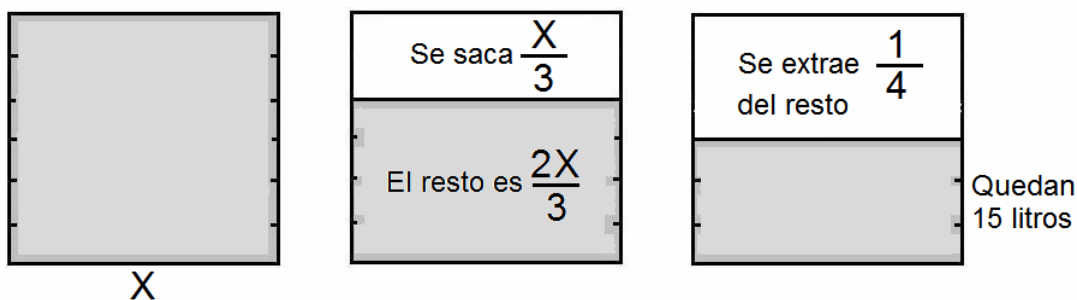 X
Se saca X/3
El resto es 2X/3
Se extrae 1/4
del resto
Quedan
15 litros